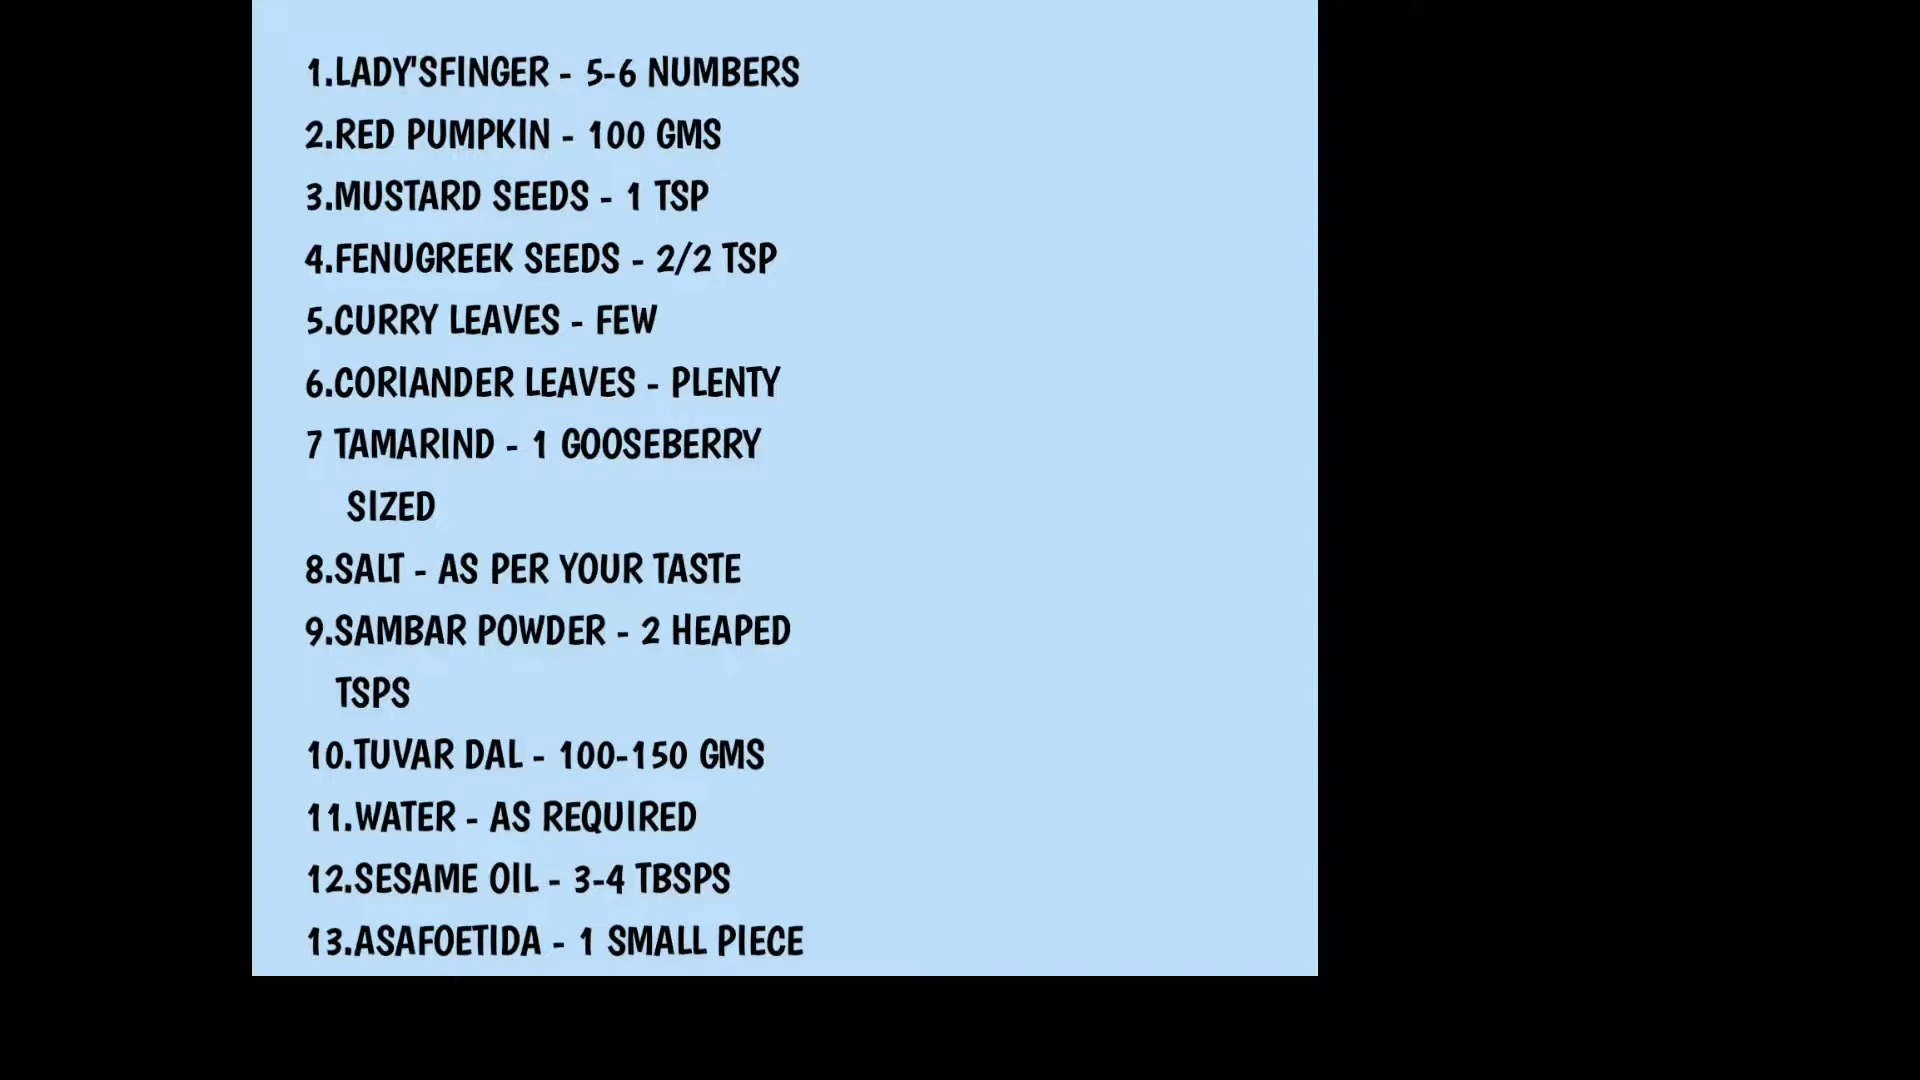 1.LADY'SFINGER - 5-6 NUMBERS
2.RED PUMPKIN - 100 GMS
3.MUSTARD SEEDS - 1 TSP
4.FENUGREEK SEEDS - 2/2 TSP
5.CURRY LEAVES - FEW
6.CORIANDER LEAVES - PLENTY
7 TAMARIND - 1 GOOSEBERRY
SIZED
8.SALT - AS PER YOUR TASTE
9.SAMBAR POWDER - 2 HEAPED
TSPS
10.TUVAR DAL - 100-150 GMS
11.WATER - AS REQUIRED
12.SESAME OIL - 3-4 TBSPS
13.ASAFOETIDA - 1 SMALL PIECE